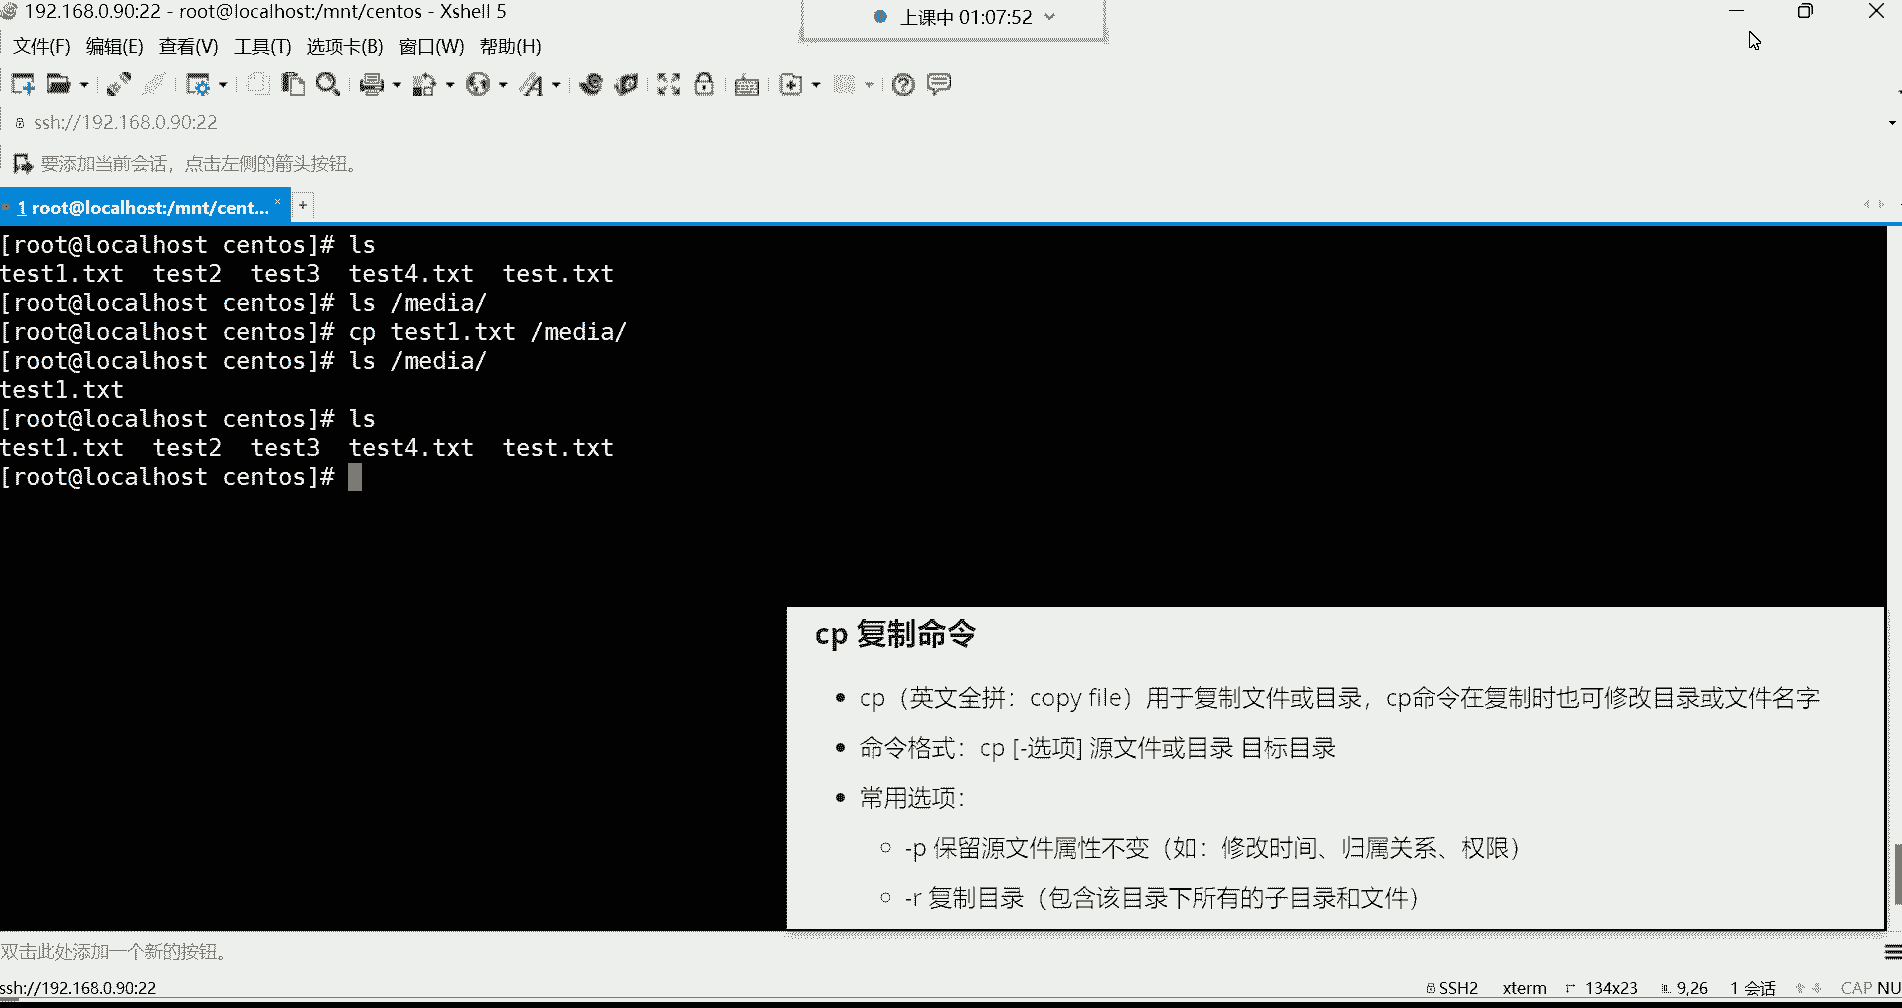 192.168.0.90:22 - root@localhost:/mnt/centos - Xshell 5
上课中 01:07:52
文件(F) 编辑(E) 查看(V) 工具(T) 选项卡(B) 窗口(W) 帮助(H)
ssh://192.168.0.90:22
要添加当前会话，点击左侧的箭头按钮。
1 root@localhost:/mnt/cent... × +
[root@localhost centos]# ls
test1.txt  test2  test3  test4.txt  test.txt
[root@localhost centos]# ls /media/
[root@localhost centos]# cp test1.txt /media/
[root@localhost centos]# ls /media/
test1.txt
[root@localhost centos]# ls
test1.txt  test2  test3  test4.txt  test.txt
[root@localhost centos]#
cp 复制命令
• cp（英文全拼：copy file）用于复制文件或目录，cp命令在复制时也可修改目录或文件名字
• 命令格式：cp [-选项] 源文件或目录 目标目录
• 常用选项：
○ -p 保留源文件属性不变（如：修改时间、归属关系、权限）
○ -r 复制目录（包含该目录下所有的子目录和文件）
双击此处添加一个新的按钮。
ssh://192.168.0.90:22 SSH2 xterm 134x23 9,26 1 会话 CAP NU